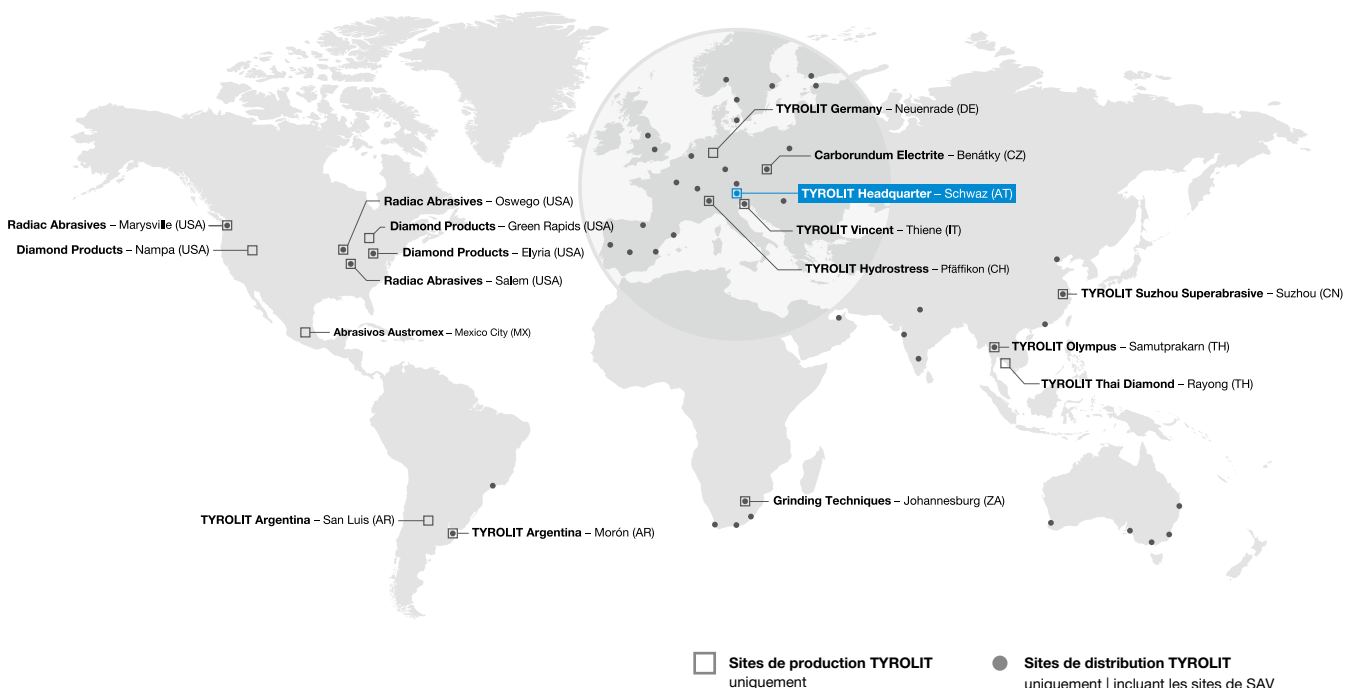 TYROLIT Germany – Neuenrade (DE)
Carborundum Electrite – Benátky (CZ)
TYROLIT Headquarter – Schwaz (AT)
Radiac Abrasives – Oswego (USA)
Radiac Abrasives – Marysville (USA)
Diamond Products – Green Rapids (USA)
TYROLIT Vincent – Thiene (IT)
Diamond Products – Nampa (USA)
Diamond Products – Elyria (USA)
TYROLIT Hydrostress – Pfäffikon (CH)
Radiac Abrasives – Salem (USA)
TYROLIT Suzhou Superabrasive – Suzhou (CN)
Abrasivos Austromex – Mexico City (MX)
TYROLIT Olympus – Samutprakarn (TH)
TYROLIT Thai Diamond – Rayong (TH)
Grinding Techniques – Johannesburg (ZA)
TYROLIT Argentina – San Luis (AR)
TYROLIT Argentina – Morón (AR)
Sites de production TYROLIT
uniquement
Sites de distribution TYROLIT
uniquement | incluant les sites de SAV